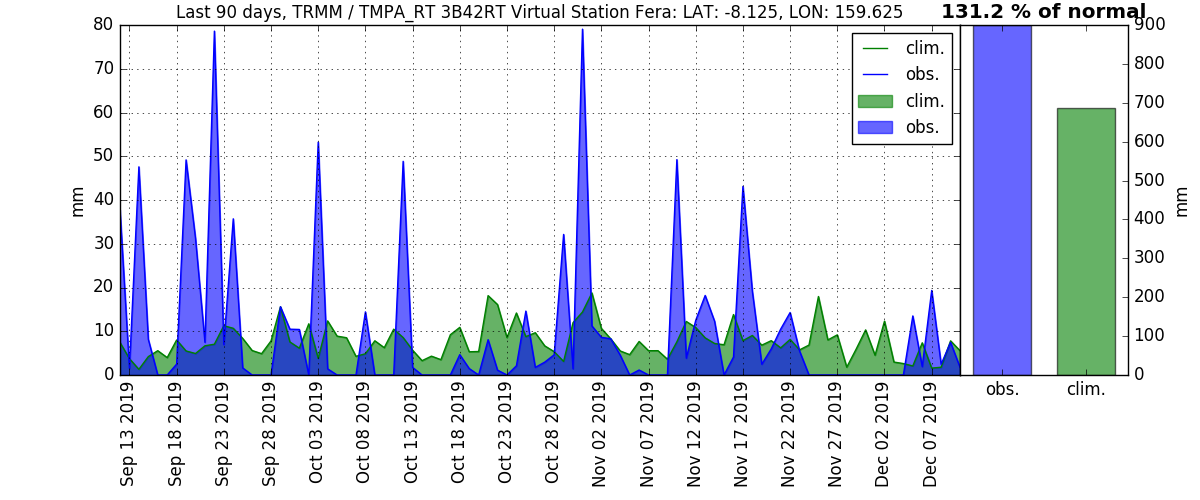 Last 90 days, TRMM / TMPA_RT 3B42RT Virtual Station Fera: LAT: -8.125, LON: 159.625
131.2 % of normal
80
70
60
50
40
30
20
10
0
mm
clim.
obs.
clim.
obs.
900
800
700
600
500
400
300
200
100
0
mm
Sep 13 2019
Sep 18 2019
Sep 23 2019
Sep 28 2019
Oct 03 2019
Oct 08 2019
Oct 13 2019
Oct 18 2019
Oct 23 2019
Oct 28 2019
Nov 02 2019
Nov 07 2019
Nov 12 2019
Nov 17 2019
Nov 22 2019
Nov 27 2019
Dec 02 2019
Dec 07 2019
obs.
clim.